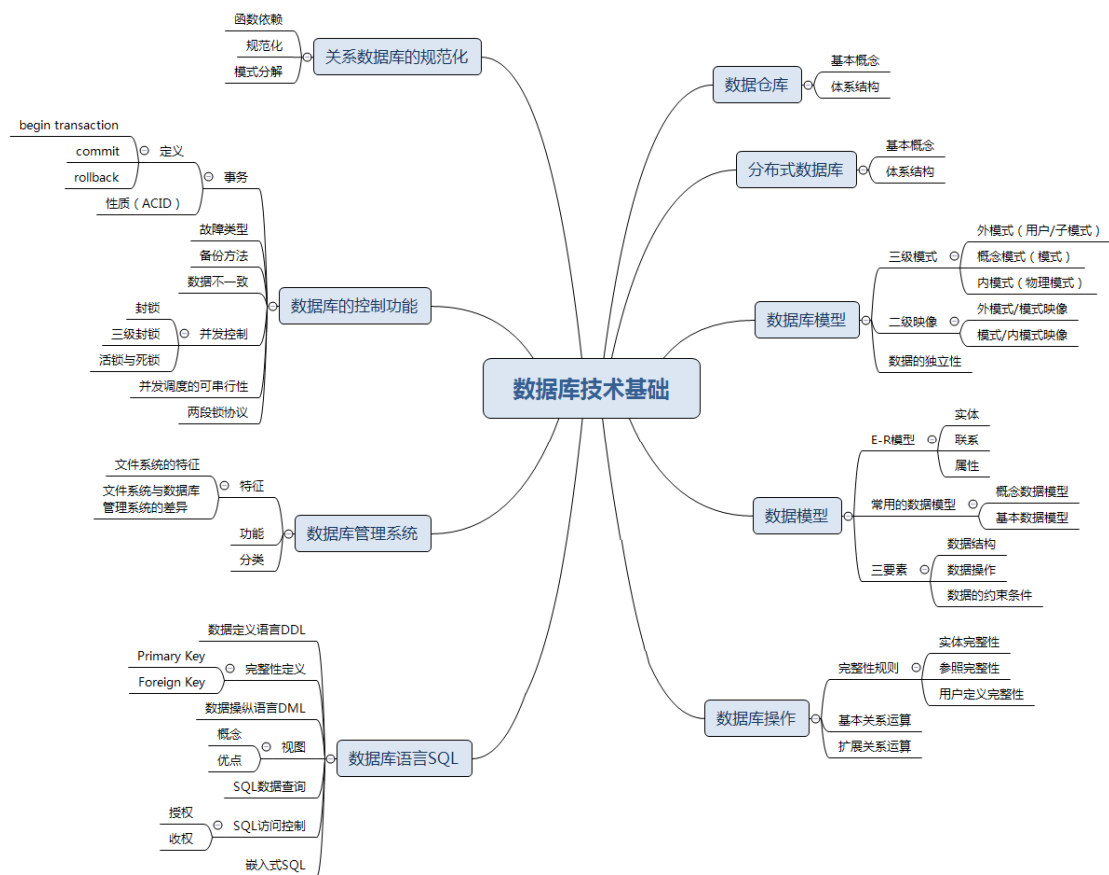 数据库技术基础
关系数据库的规范化
函数依赖
规范化
模式分解
数据库的控制功能
事务
定义
begin transaction
commit
rollback
性质（ACID）
故障类型
备份方法
数据不一致
并发控制
封锁
三级封锁
活锁与死锁
并发调度的可串行性
两段锁协议
数据库管理系统
特征
文件系统的特征
文件系统与数据库
管理系统的差异
功能
分类
数据库语言SQL
数据定义语言DDL
完整性定义
Primary Key
Foreign Key
数据操纵语言DML
视图
概念
优点
SQL数据查询
SQL访问控制
授权
收权
嵌入式SQL
数据仓库
基本概念
体系结构
分布式数据库
基本概念
体系结构
数据库模型
三级模式
外模式（用户/子模式）
概念模式（模式）
内模式（物理模式）
二级映像
外模式/模式映像
模式/内模式映像
数据的独立性
数据模型
E-R模型
实体
联系
属性
常用的数据模型
概念数据模型
基本数据模型
三要素
数据结构
数据操作
数据的约束条件
数据库操作
完整性规则
实体完整性
参照完整性
用户定义完整性
基本关系运算
扩展关系运算